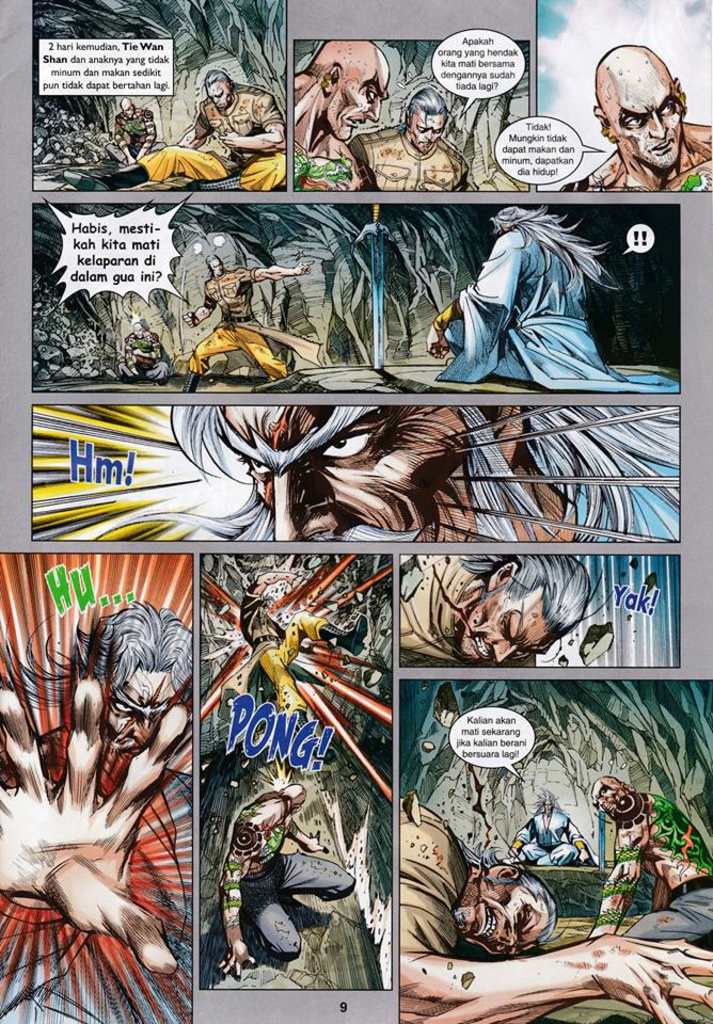 2 hari kemudian, Tie Wan
Shan dan anaknya yang tidak
minum dan makan sedikit
pun tidak dapat bertahan lagi.
Apakah
orang yang hendak
kita mati bersama
dengannya sudah
tiada lagi?
Tidak!
Mungkin tidak
dapat makan dan
minum, dapatkan
dia hidup!
Habis, mesti-
kah kita mati
kelaparan di
dalam gua ini?
!!
Hm!
HU...
PONG!
Yak!
Kalian akan
mati sekarang
jika kalian berani
bersuara lagi!
9